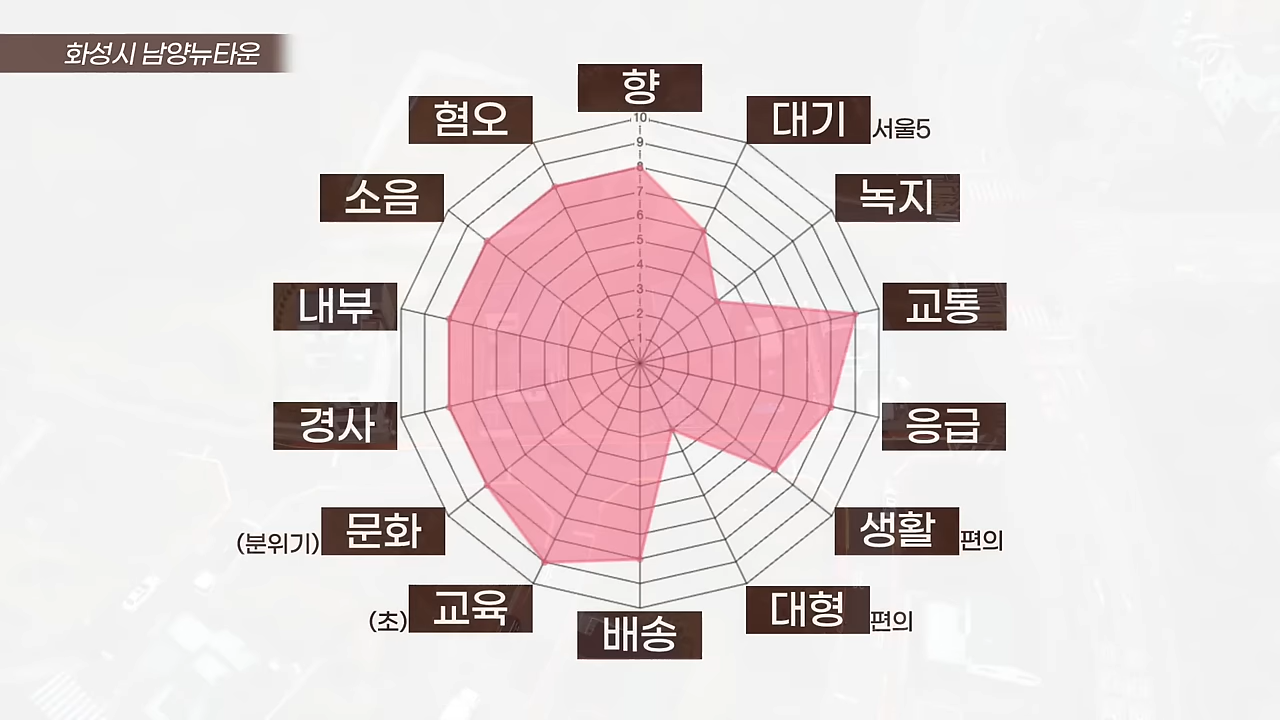 화성시 남양뉴타운
향
혐오
대기 서울5
소음
녹지
내부
교통
경사
응급
(분위기) 문화
생활 편의
(초) 교육
대형 편의
배송
10
9
8
7
6
5
4
3
2
1